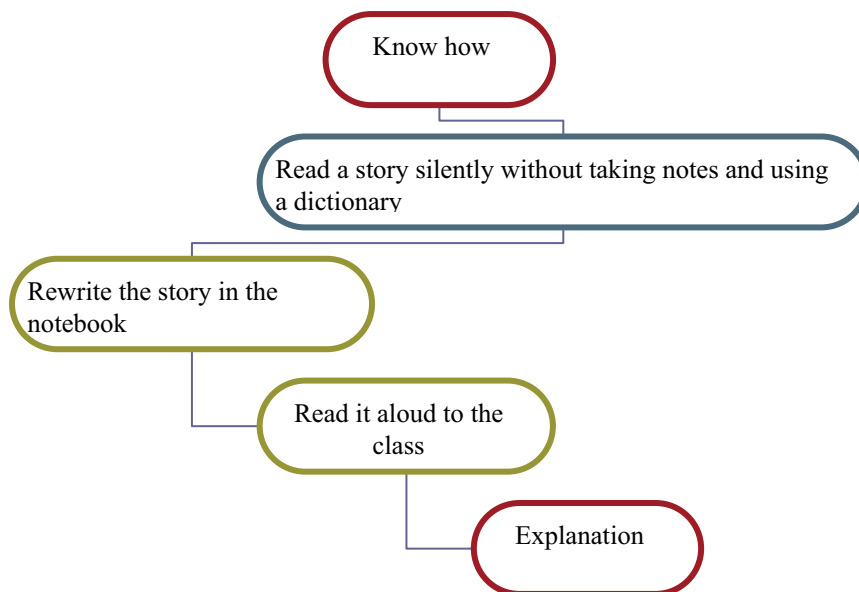 Know how
Read a story silently without taking notes and using
a dictionary
Rewrite the story in the
notebook
Read it aloud to the
class
Explanation